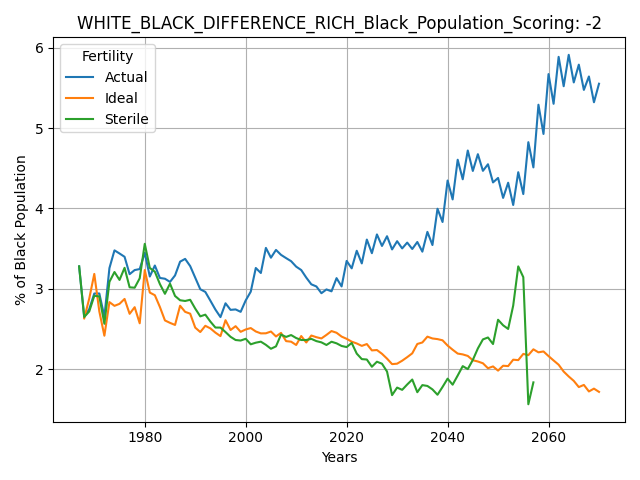 WHITE_BLACK_DIFFERENCE_RICH_Black_Population_Scoring: -2
Fertility
Actual
Ideal
Sterile
% of Black Population
6
5
4
3
2
1980
2000
2020
2040
2060
Years